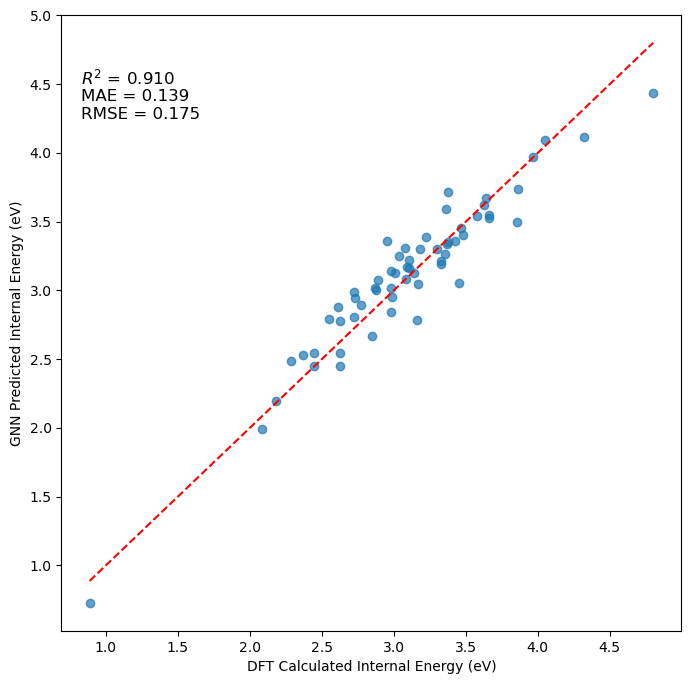 R² = 0.910
MAE = 0.139
RMSE = 0.175
5.0
4.5
4.0
3.5
3.0
2.5
2.0
1.5
1.0
GNN Predicted Internal Energy (eV)
1.0 1.5 2.0 2.5 3.0 3.5 4.0 4.5
DFT Calculated Internal Energy (eV)